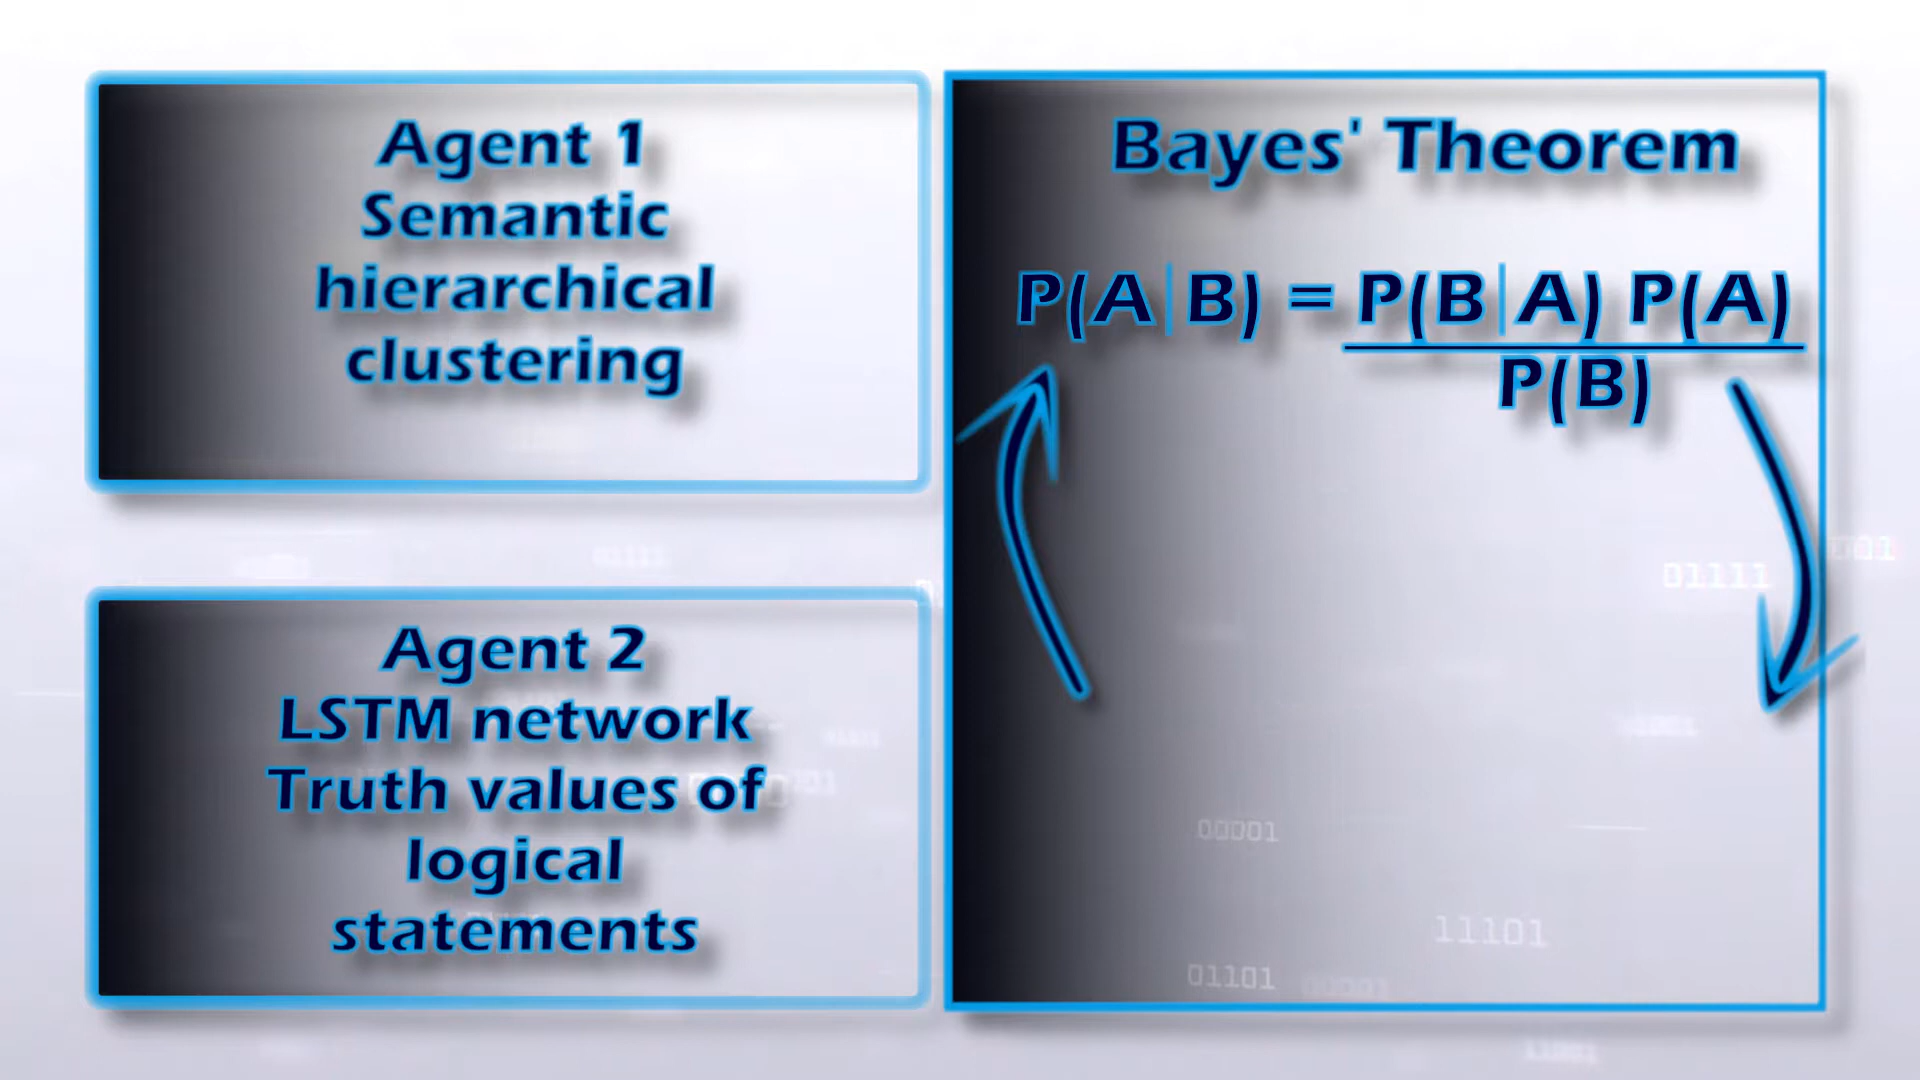 Agent 1
Semantic
hierarchical
clustering
Agent 2
LSTM network
Truth values of
logical
statements
Bayes' Theorem
P(A|B) = P(B|A) P(A)
P(B)
01111
00001
11101
01101